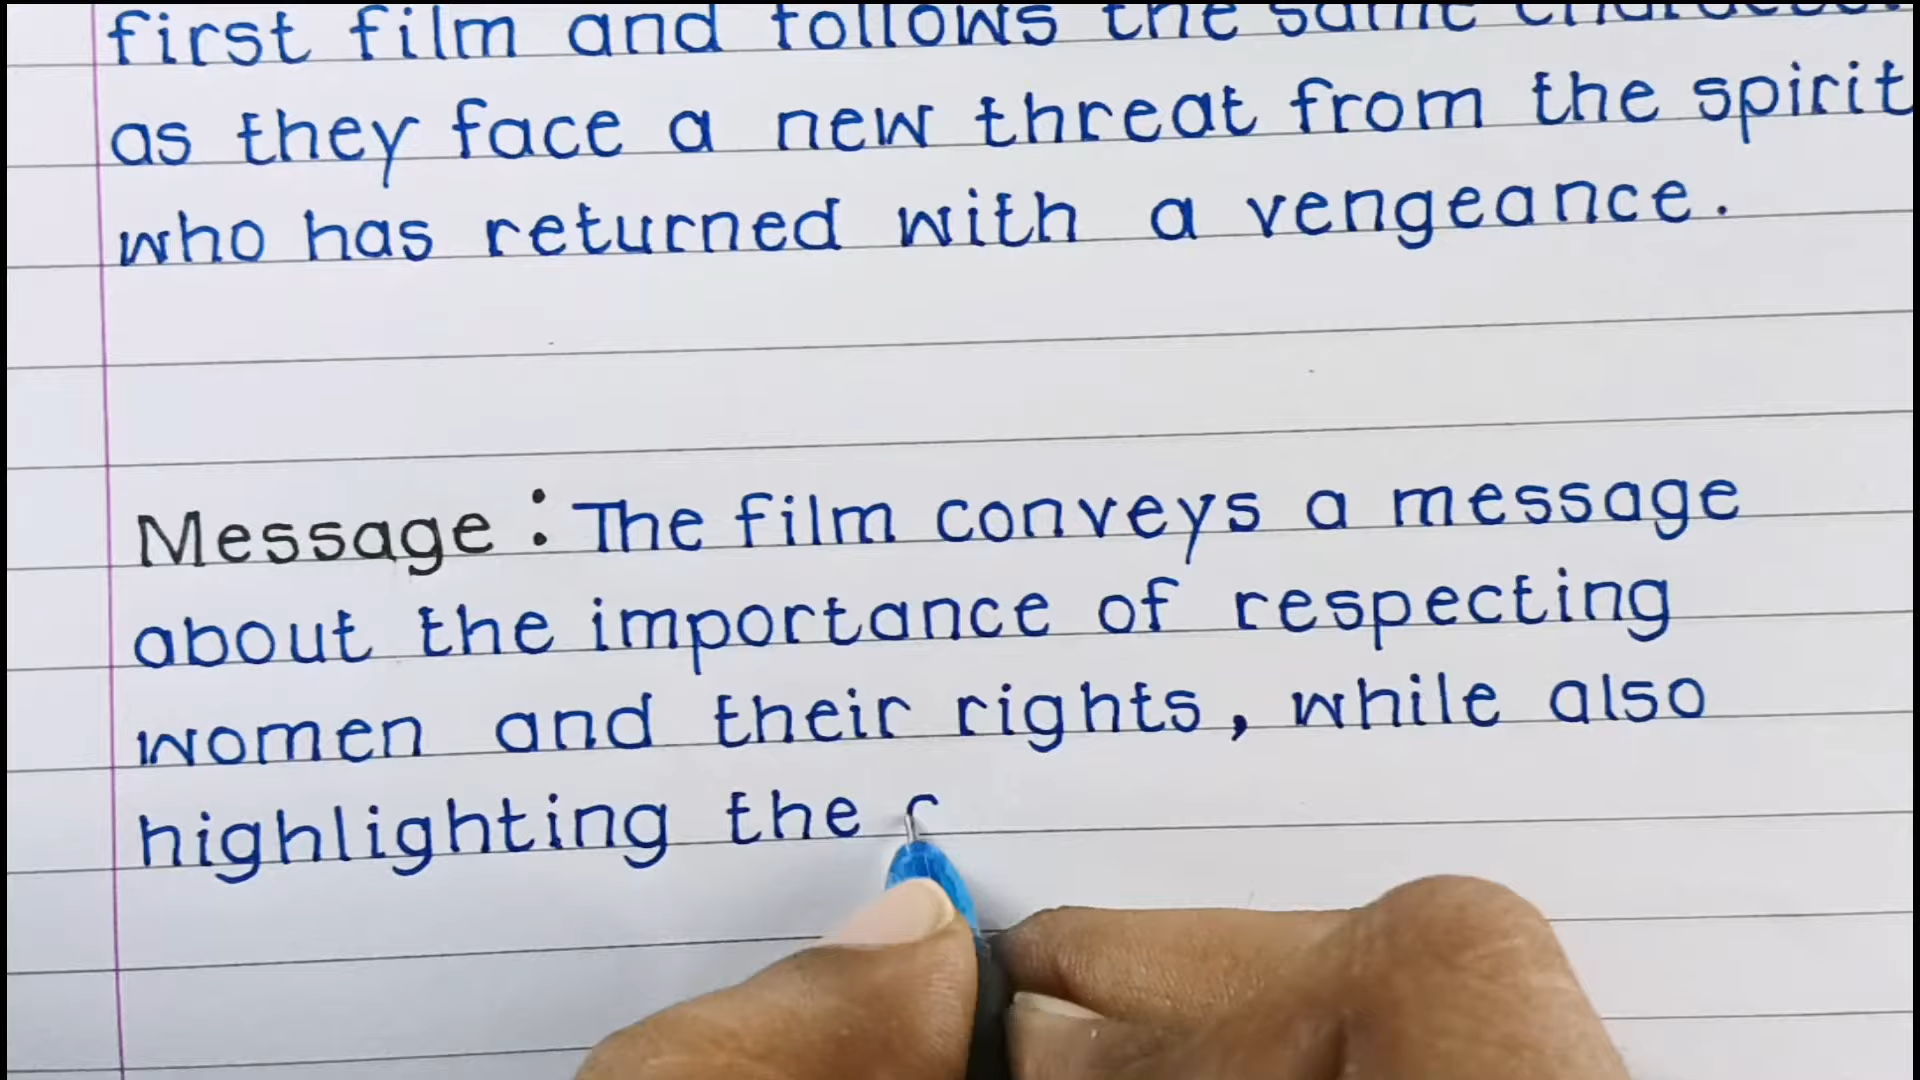 first film and follows the same
as they face a new threat from the spirit
who has returned with a vengeance.
Message : The film conveys a message
about the importance of respecting
women and their rights, while also
highlighting the